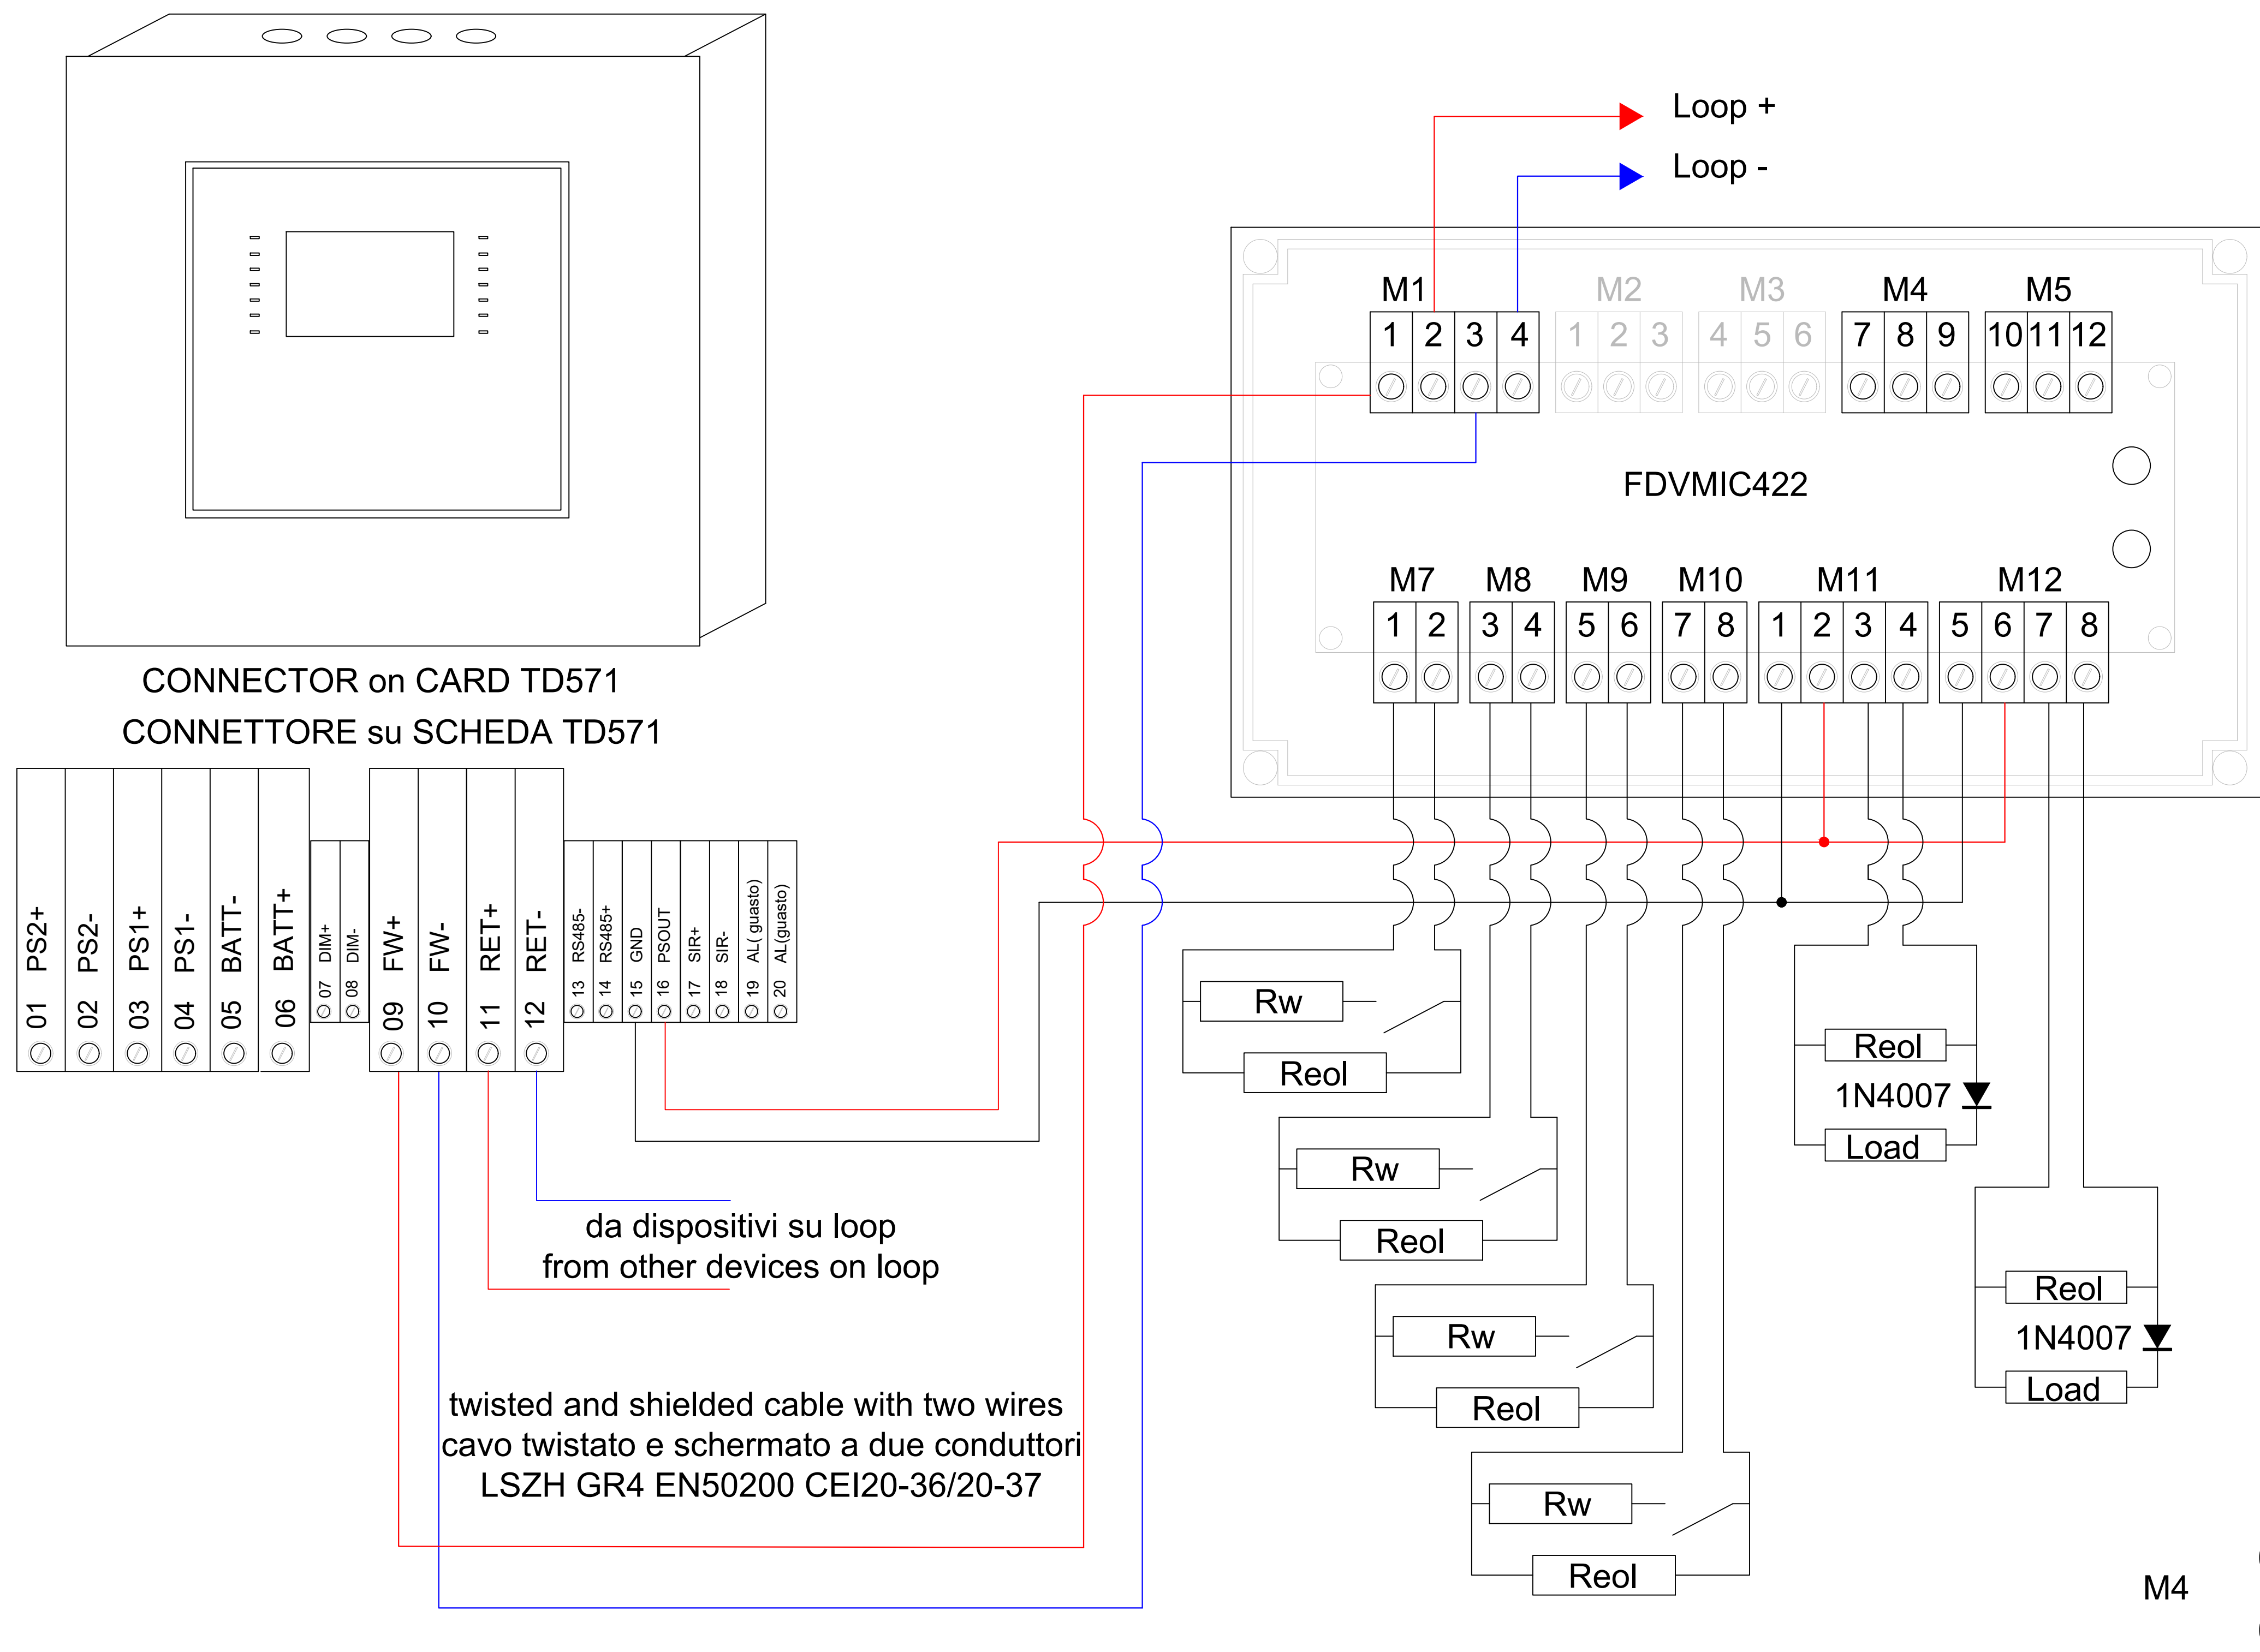 Loop +
Loop -
M1
M2
M3
M4
M5
1 2 3 4
1 2 3
4 5 6
7 8 9
10 11 12
FDVMIC422
M7
M8
M9
M10
M11
M12
1 2
3 4
5 6
7 8
1 2 3 4
5 6 7 8
CONNECTOR on CARD TD571
CONNETTORE su SCHEDA TD571
01 PS2+
02 PS2-
03 PS1+
04 PS1-
05 BATT-
06 BATT+
07 DIM+
08 DIM-
09 FW+
10 FW-
11 RET+
12 RET-
13 RS485-
14 RS485+
15 GND
16 PSOUT
17 SIR+
18 SIR-
19 AL( guasto)
20 AL(guasto)
Rw
Reol
Rw
Reol
Rw
Reol
Rw
Reol
Reol
1N4007
Load
Reol
1N4007
Load
da dispositivi su loop
from other devices on loop
twisted and shielded cable with two wires
cavo twistato e schermato a due conduttori
LSZH GR4 EN50200 CEI20-36/20-37
M4